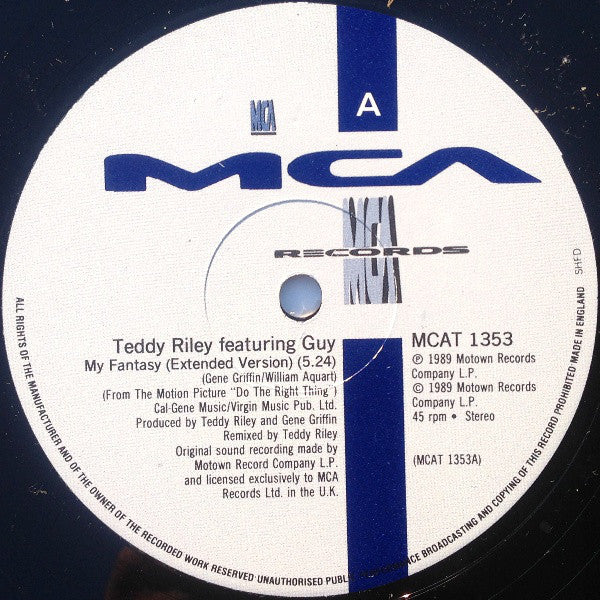 A
MCA
MCA
RECORDS
MCA
Teddy Riley featuring Guy
My Fantasy (Extended Version) (5.24)
(Gene Griffin/William Aquart)
(From The Motion Picture "Do The Right Thing")
Cal-Gene Music/Virgin Music Pub. Ltd.
Produced by Teddy Riley and Gene Griffin
Remixed by Teddy Riley
Original sound recording made by
Motown Record Company L.P.
and licensed exclusively to MCA
Records Ltd. in the U.K.
MCAT 1353
℗ 1989 Motown Records
Company L.P.
© 1989 Motown Records
Company L.P.
45 rpm • Stereo
(MCAT 1353A)
SHED
ALL RIGHTS OF THE MANUFACTURER AND OF THE OWNER OF THE RECORDED WORK RESERVED UNAUTHORISED PUBLIC PERFORMANCE BROADCASTING AND COPYING OF THIS RECORD PROHIBITED MADE IN ENGLAND